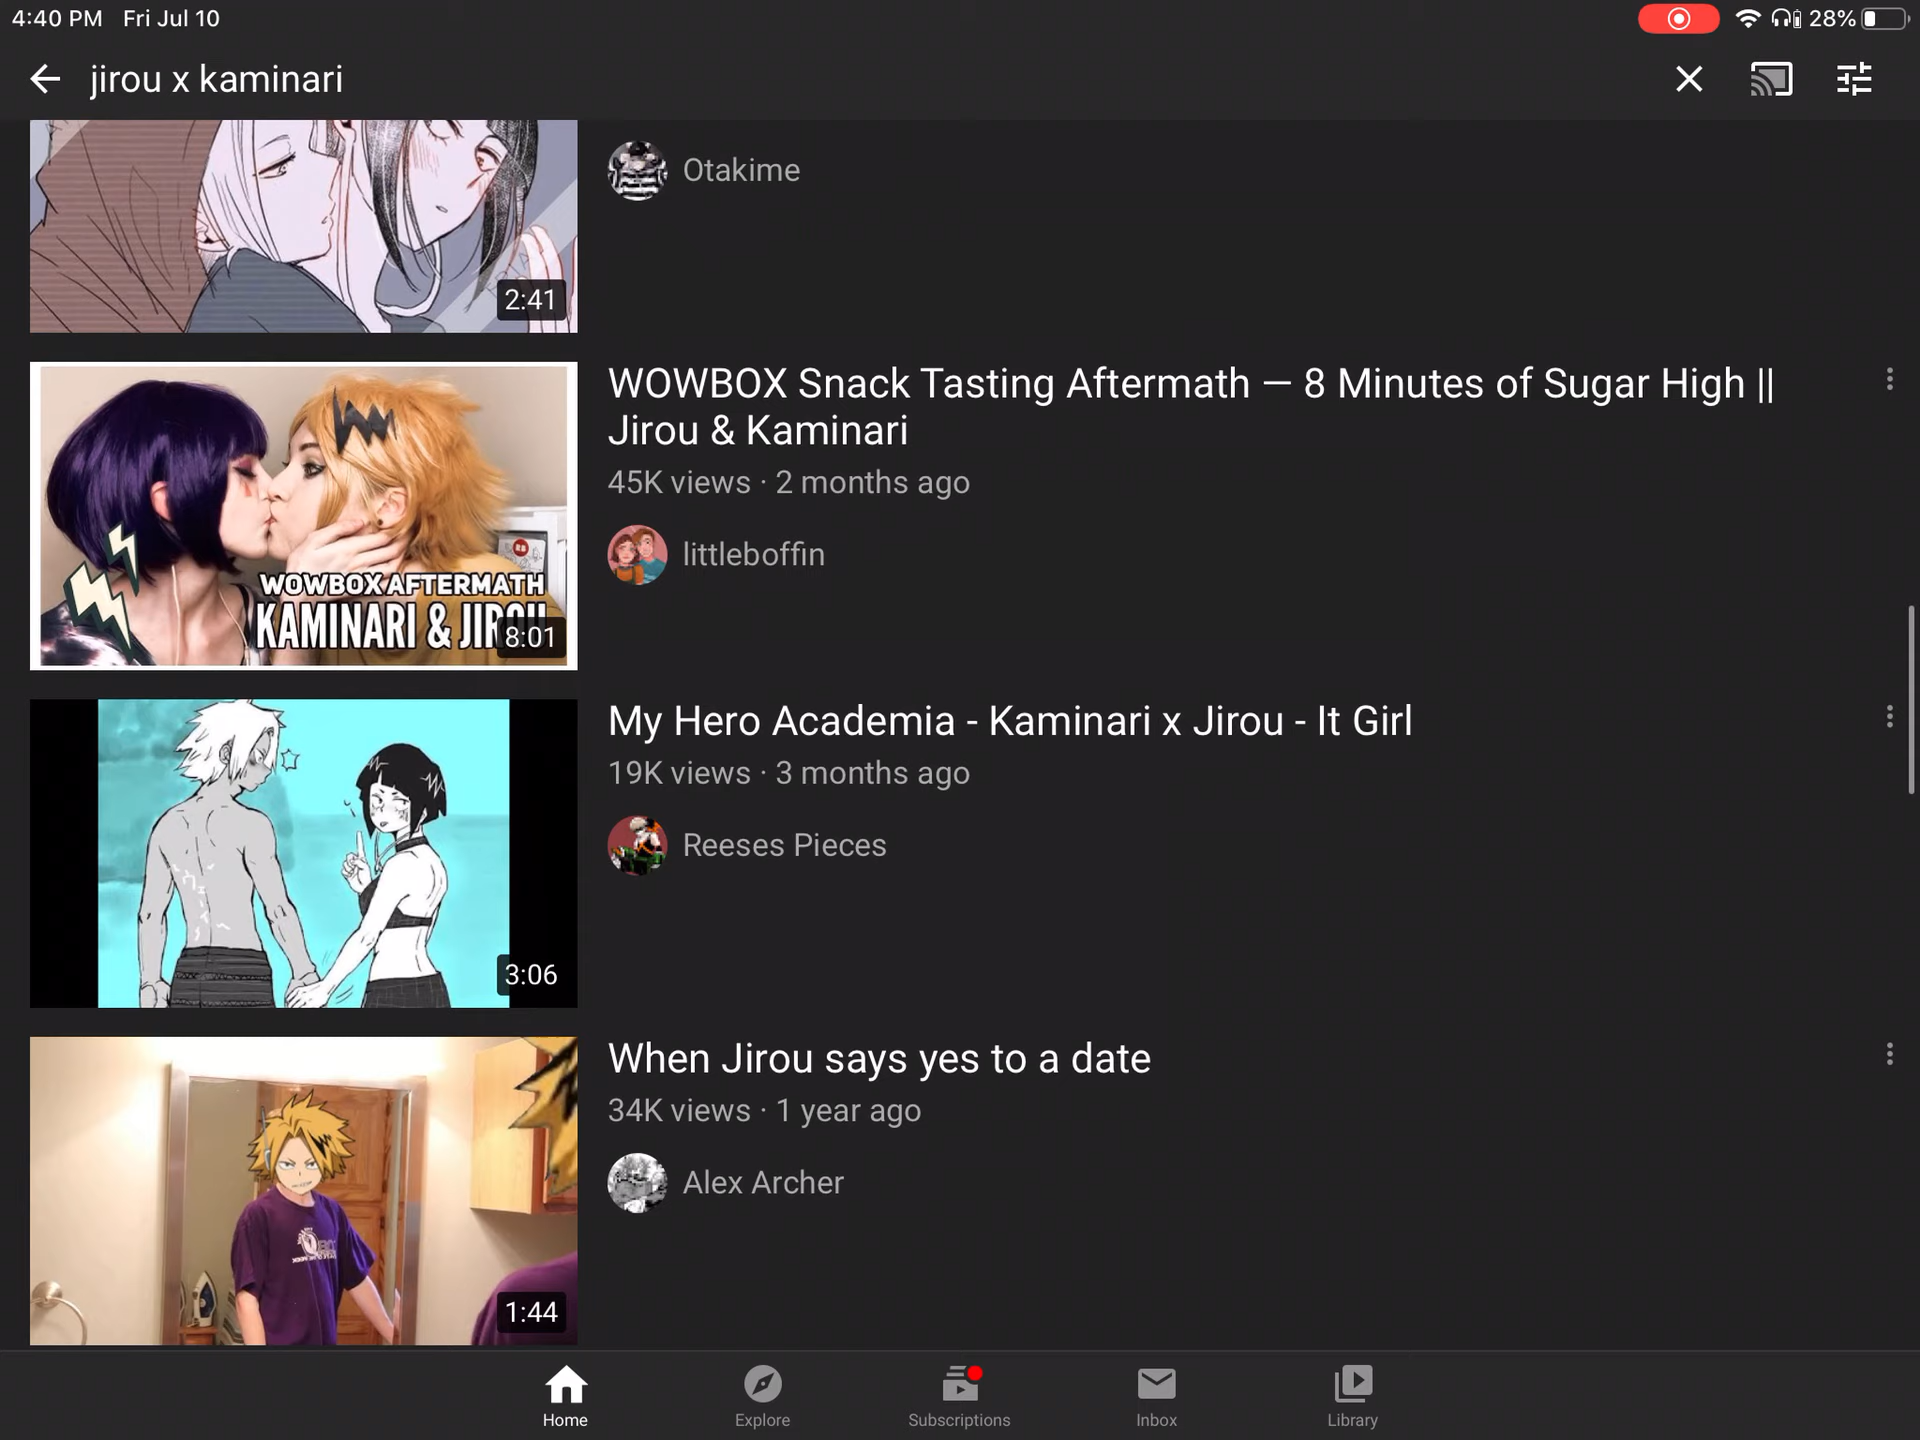 4:40 PM Fri Jul 10
28%
jirou x kaminari
Otakime
2:41
WOWBOX Snack Tasting Aftermath — 8 Minutes of Sugar High ||
Jirou & Kaminari
45K views · 2 months ago
littleboffin
WOWBOX AFTERMATH
KAMINARI & JIROU
8:01
My Hero Academia - Kaminari x Jirou - It Girl
19K views · 3 months ago
Reeses Pieces
3:06
When Jirou says yes to a date
34K views · 1 year ago
Alex Archer
1:44
Home
Explore
Subscriptions
Inbox
Library